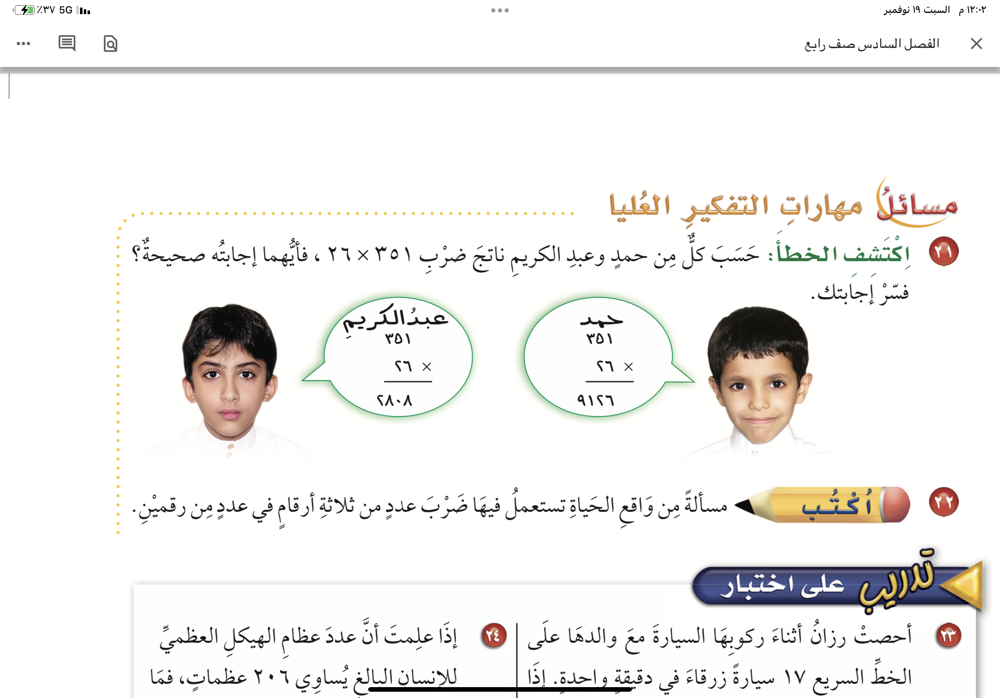 ١٢:٠٢ م السبت ١٩ نوفمبر
٪٣٧ 5G
الفصل السادس صف رابع
مسائلُ مهاراتِ التفكيرِ العُليا
٢١ اِكْتَشِفِ الخطأَ: حَسَبَ كلٌّ مِن حمدٍ وعبدِ الكريمِ ناتجَ ضرْبِ ٣٥١ × ٢٦ ، فأيُّهما إجابتُه صحيحةٌ؟
فسّرْ إجَابتك.
حمد
٣٥١
× ٢٦
٩١٢٦
عبدُالكريمِ
٣٥١
× ٢٦
٢٨٠٨
٢٢ اُكْتُب مسألةً مِن وَاقعِ الحَياةِ تستعملُ فيهَا ضَرْبَ عددٍ من ثلاثةِ أرقامٍ في عددٍ مِن رقميْنِ.
تدريب على اختبار
٢٣ أحصتْ رزانُ أثناءَ ركوبِهَا السيارةَ معَ والدهَا علَى
الخطِّ السريع ١٧ سيارةً زرقاءَ في دقيقةٍ واحدةٍ. إذَا
٢٤ إذَا علِمتَ أنَّ عددَ عظامِ الهيكلِ العظميِّ
للإنسانِ البالغِ يُساوِي ٢٠٦ عظماتٍ، فمَا